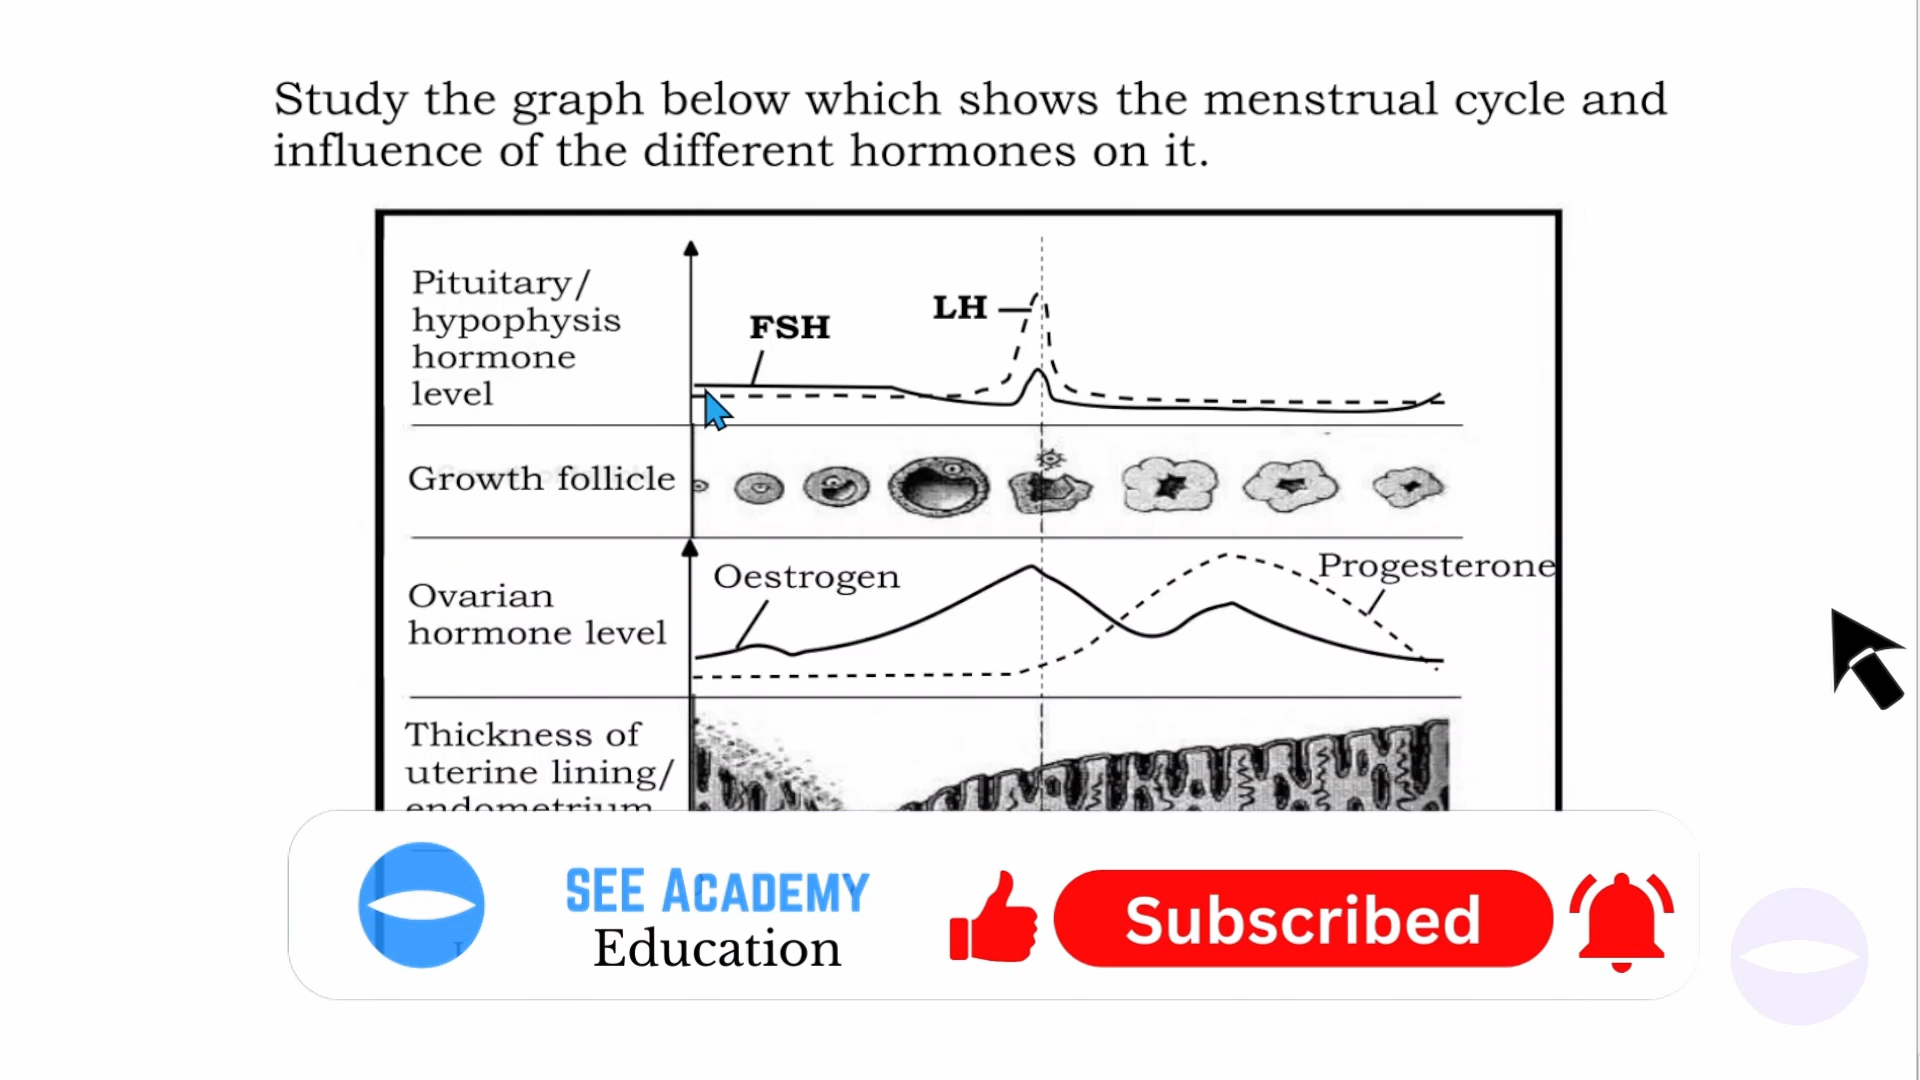 Study the graph below which shows the menstrual cycle and
influence of the different hormones on it.
Pituitary/
hypophysis
hormone
level
FSH
LH
Growth follicle
Ovarian
hormone level
Oestrogen
Progesterone
Thickness of
uterine lining/
endometrium
SEE ACADEMY
Education
Subscribed